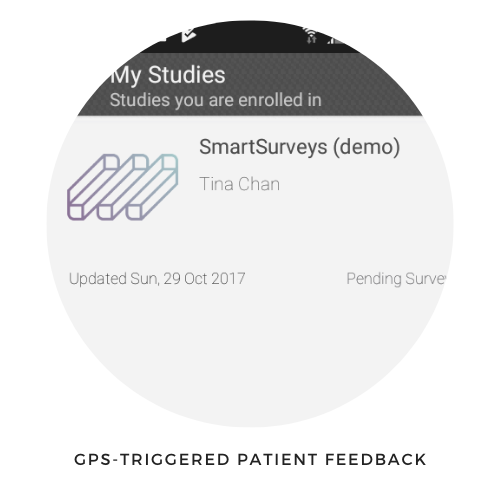 My Studies
Studies you are enrolled in
SmartSurveys (demo)
Tina Chan
Updated Sun, 29 Oct 2017
Pending
GPS-TRIGGERED PATIENT FEEDBACK